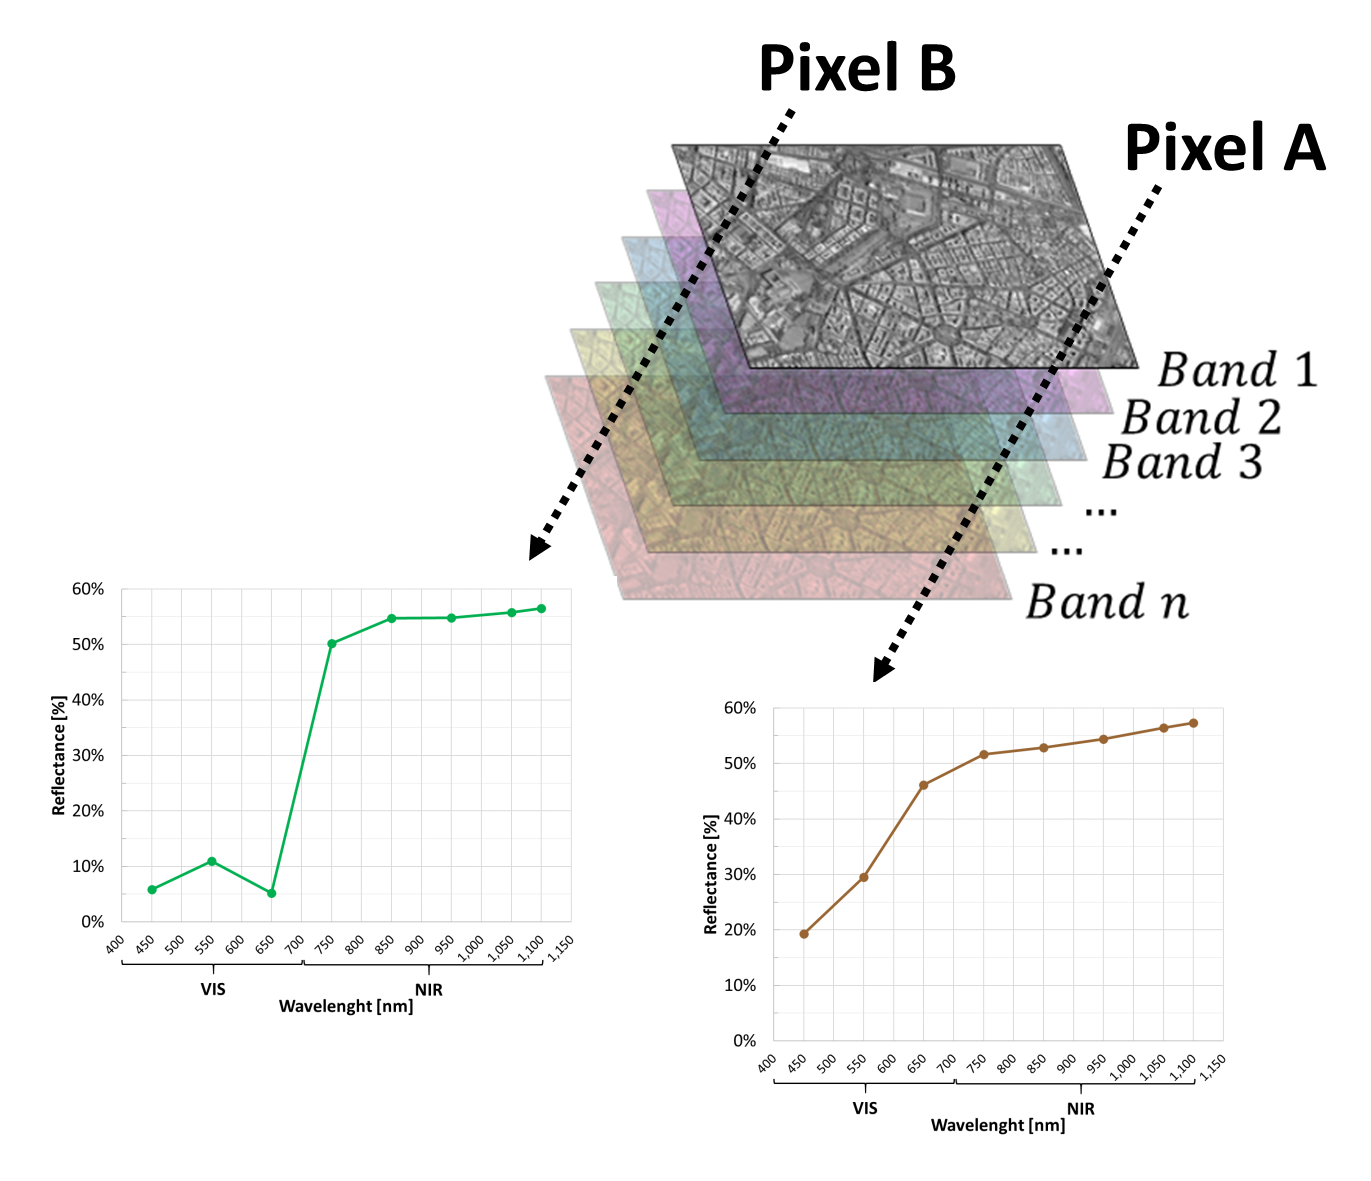 Pixel B
Pixel A
Band 1
Band 2
Band 3
...
...
Band n
60%
50%
40%
30%
20%
10%
0%
Reflectance [%]
400 450 500 550 600 650 700 750 800 850 900 950 1,000 1,050 1,100 1,150
VIS NIR
Wavelenght [nm]
60%
50%
40%
30%
20%
10%
0%
Reflectance [%]
400 450 500 550 600 650 700 750 800 850 900 950 1,000 1,050 1,100 1,150
VIS NIR
Wavelenght [nm]